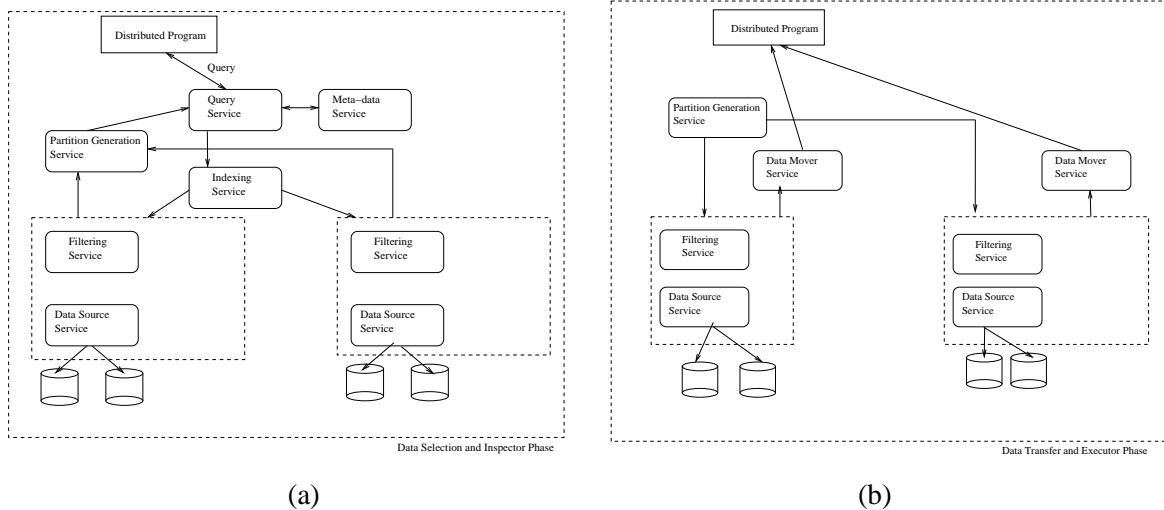 Distributed Program
Query
Query
Service
Meta−data
Service
Partition Generation
Service
Indexing
Service
Filtering
Service
Filtering
Service
Data Source
Service
Data Source
Service
Data Selection and Inspector Phase
(a)
Distributed Program
Partition Generation
Service
Data Mover
Service
Data Mover
Service
Filtering
Service
Filtering
Service
Data Source
Service
Data Source
Service
Data Transfer and Executor Phase
(b)